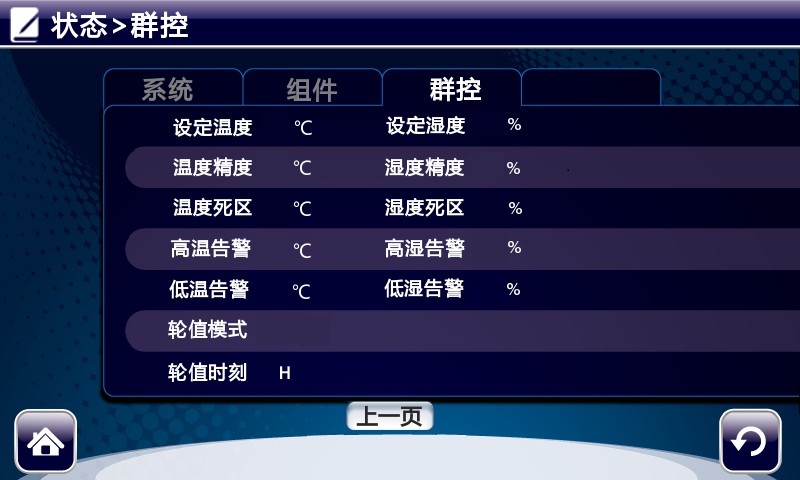 状态>群控
系统 组件 群控
设定温度 ℃ 设定湿度 %
温度精度 ℃ 湿度精度 %
温度死区 ℃ 湿度死区 %
高温告警 ℃ 高湿告警 %
低温告警 ℃ 低湿告警 %
轮值模式
轮值时刻 H
上一页